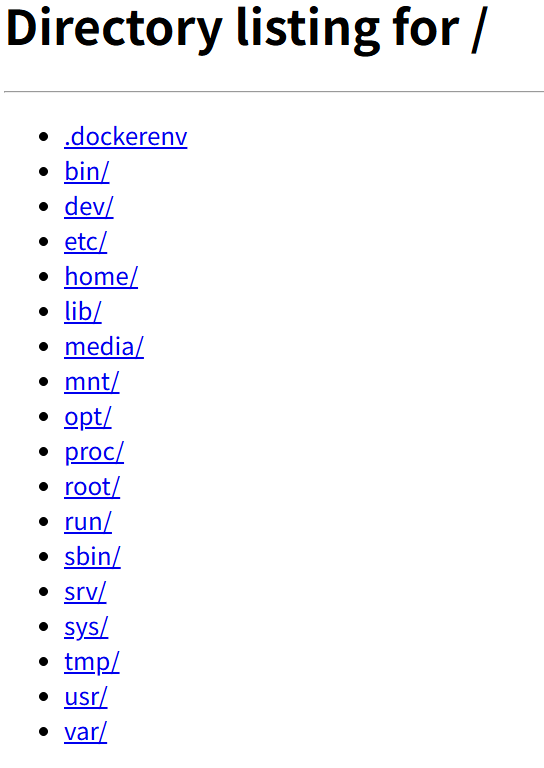 Directory listing for /
.dockerenv
bin/
dev/
etc/
home/
lib/
media/
mnt/
opt/
proc/
root/
run/
sbin/
srv/
sys/
tmp/
usr/
var/